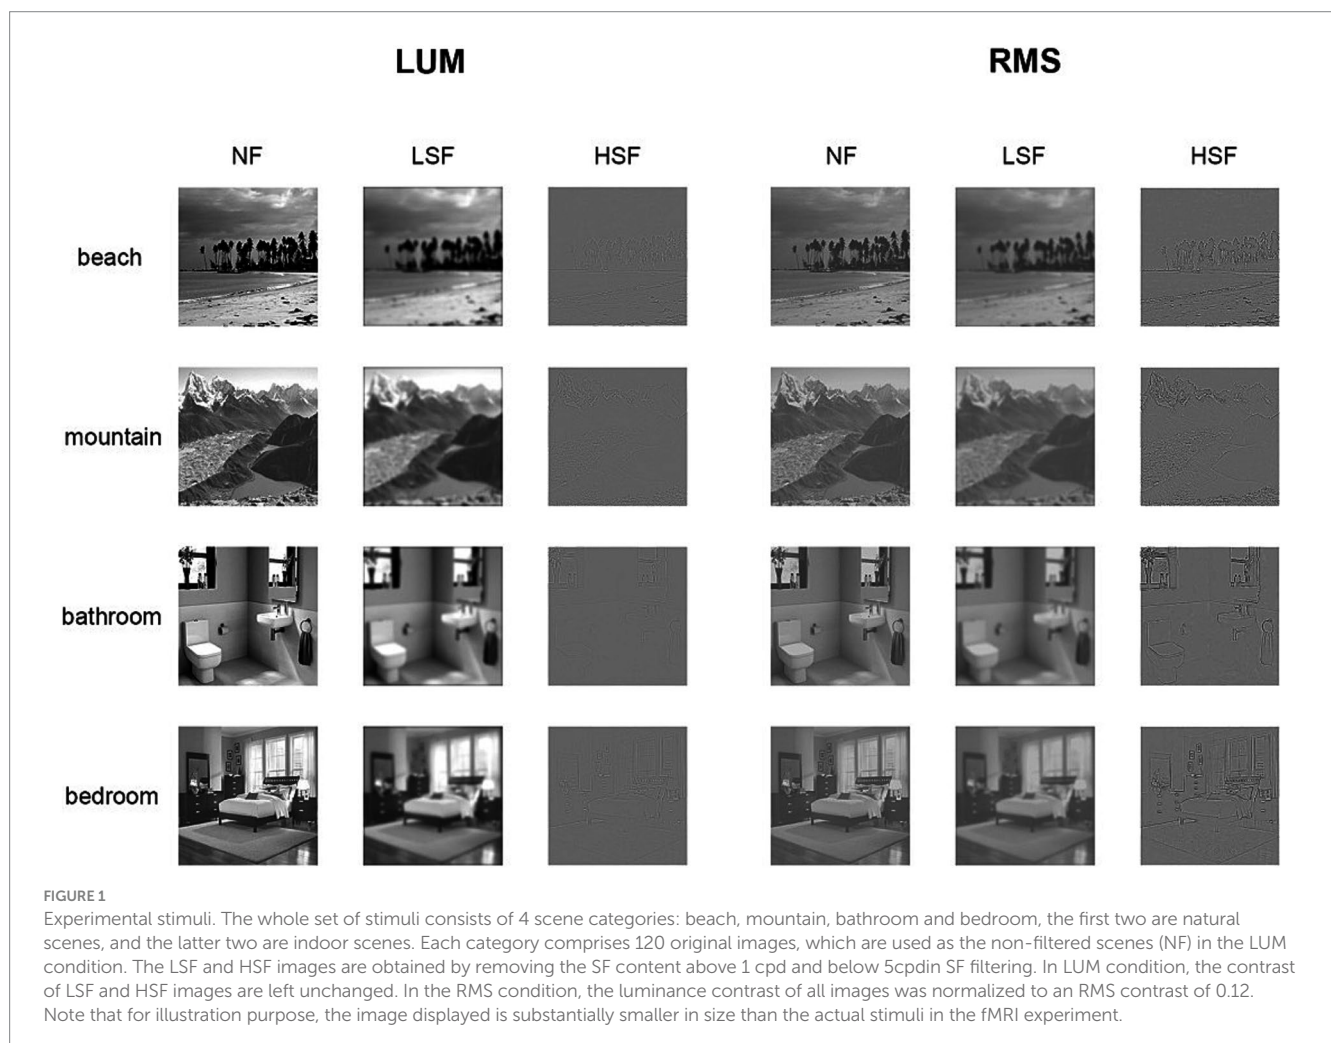 LUM RMS
NF LSF HSF NF LSF HSF
beach
mountain
bathroom
bedroom
FIGURE 1
Experimental stimuli. The whole set of stimuli consists of 4 scene categories: beach, mountain, bathroom and bedroom, the first two are natural
scenes, and the latter two are indoor scenes. Each category comprises 120 original images, which are used as the non-filtered scenes (NF) in the LUM
condition. The LSF and HSF images are obtained by removing the SF content above 1 cpd and below 5cpdin SF filtering. In LUM condition, the contrast
of LSF and HSF images are left unchanged. In the RMS condition, the luminance contrast of all images was normalized to an RMS contrast of 0.12.
Note that for illustration purpose, the image displayed is substantially smaller in size than the actual stimuli in the fMRI experiment.